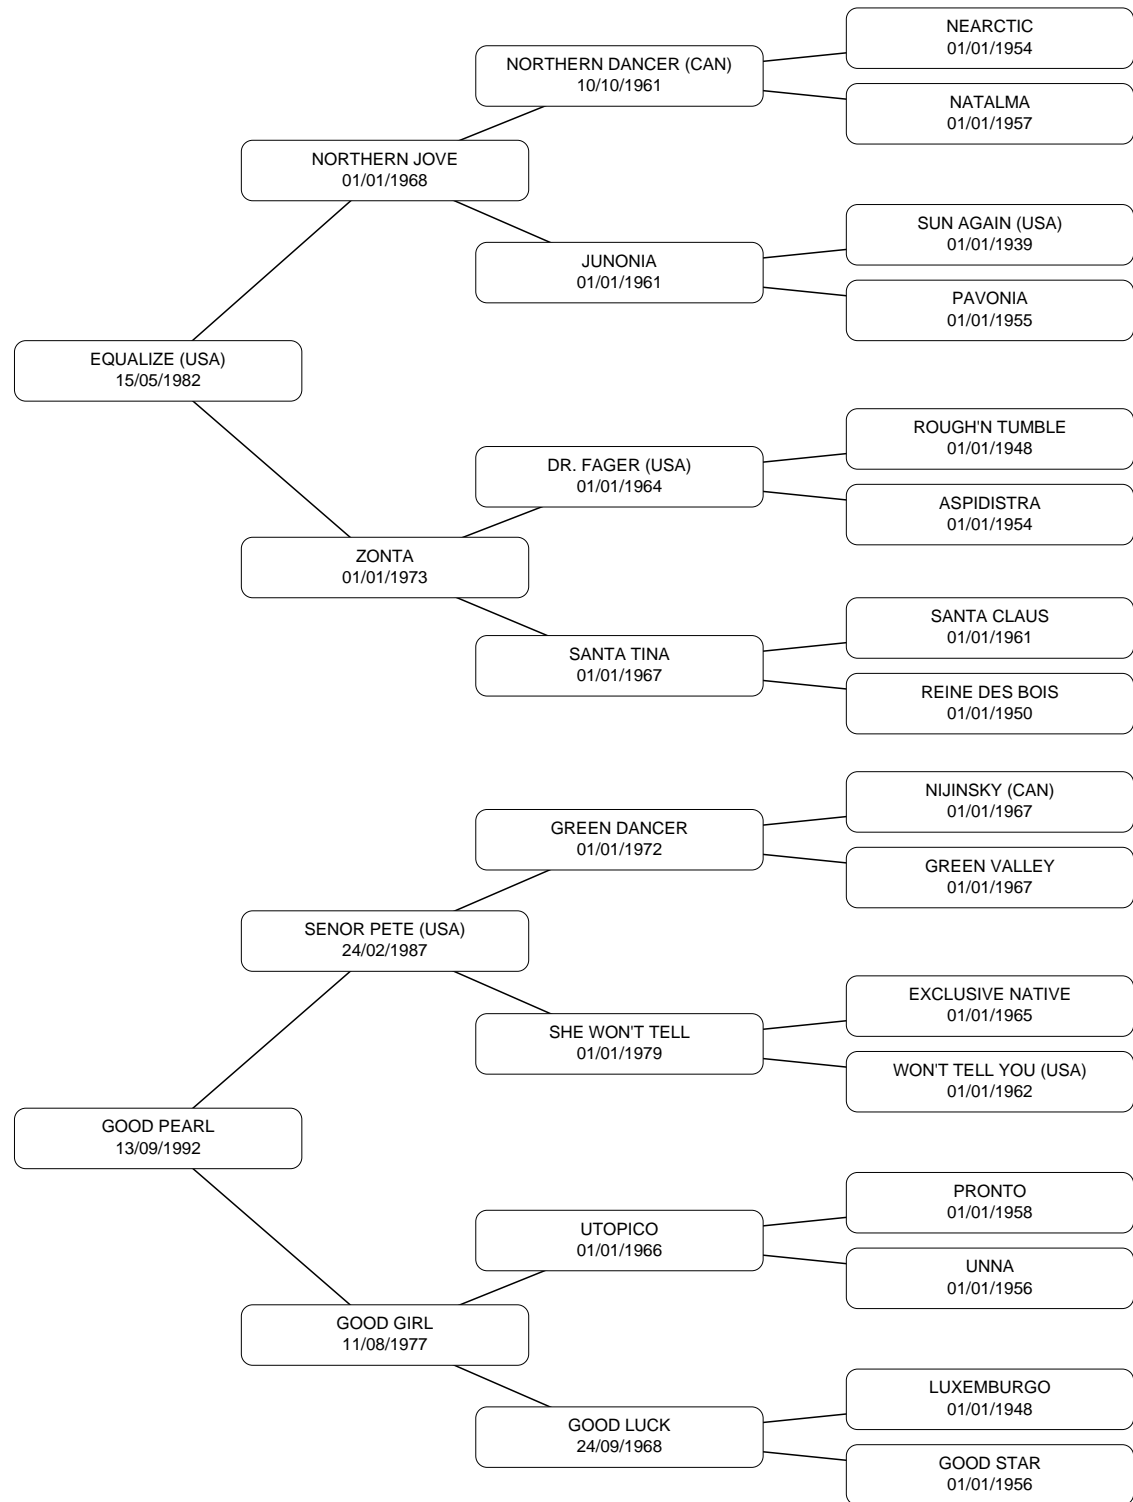 NEARCTIC
01/01/1954
NORTHERN DANCER (CAN)
10/10/1961
NATALMA
01/01/1957
NORTHERN JOVE
01/01/1968
SUN AGAIN (USA)
01/01/1939
JUNONIA
01/01/1961
PAVONIA
01/01/1955
EQUALIZE (USA)
15/05/1982
ROUGH'N TUMBLE
01/01/1948
DR. FAGER (USA)
01/01/1964
ASPIDISTRA
01/01/1954
ZONTA
01/01/1973
SANTA CLAUS
01/01/1961
SANTA TINA
01/01/1967
REINE DES BOIS
01/01/1950
NIJINSKY (CAN)
01/01/1967
GREEN DANCER
01/01/1972
GREEN VALLEY
01/01/1967
SENOR PETE (USA)
24/02/1987
EXCLUSIVE NATIVE
01/01/1965
SHE WON'T TELL
01/01/1979
WON'T TELL YOU (USA)
01/01/1962
GOOD PEARL
13/09/1992
PRONTO
01/01/1958
UTOPICO
01/01/1966
UNNA
01/01/1956
GOOD GIRL
11/08/1977
LUXEMBURGO
01/01/1948
GOOD LUCK
24/09/1968
GOOD STAR
01/01/1956